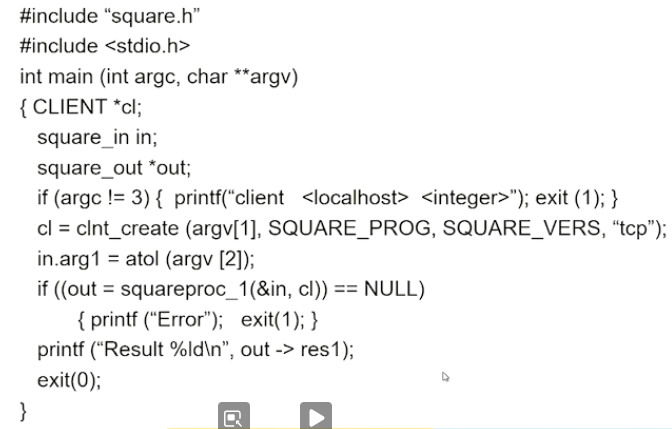 #include “square.h”
#include <stdio.h>
int main (int argc, char **argv)
{ CLIENT *cl;
square_in in;
square_out *out;
if (argc != 3) { printf(“client <localhost> <integer>”); exit (1); }
cl = clnt_create (argv[1], SQUARE_PROG, SQUARE_VERS, “tcp”);
in.arg1 = atol (argv [2]);
if ((out = squareproc_1(&in, cl)) == NULL)
{ printf (“Error”); exit(1); }
printf (“Result %ld\n”, out -> res1);
exit(0);
}